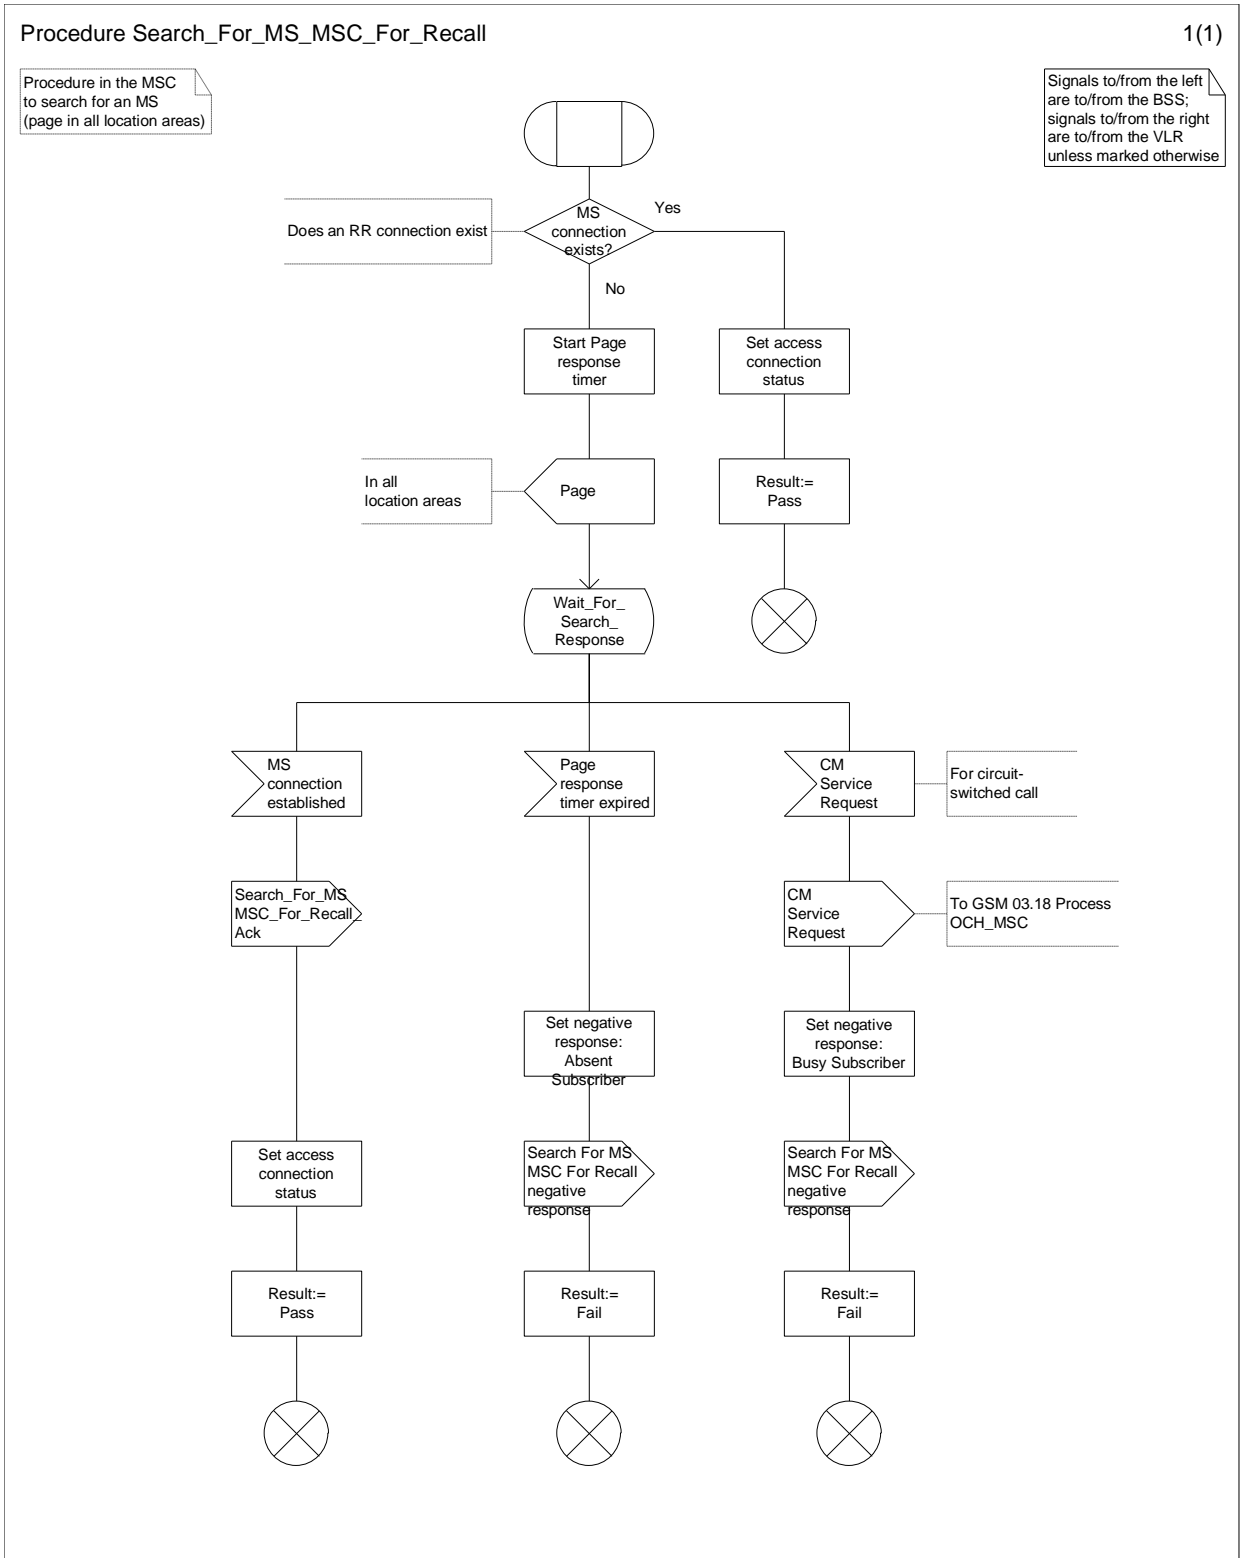 Procedure Search_For_MS_MSC_For_Recall
1(1)
Procedure in the MSC
to search for an MS
(page in all location areas)
Signals to/from the left
are to/from the BSS;
signals to/from the right
are to/from the VLR
unless marked otherwise
Does an RR connection exist
MS
connection
exists?
Yes
No
Start Page
response
timer
Set access
connection
status
In all
location areas
Page
Result:=
Pass
Wait_For_
Search_
Response
MS
connection
established
Page
response
timer expired
CM
Service
Request
For circuit-
switched call
Search_For_MS
MSC_For_Recall_
Ack
CM
Service
Request
To GSM 03.18 Process
OCH_MSC
Set negative
response:
Absent
Subscriber
Set negative
response:
Busy Subscriber
Set access
connection
status
Search For MS
MSC For Recall
negative
response
Search For MS
MSC For Recall
negative
response
Result:=
Pass
Result:=
Fail
Result:=
Fail